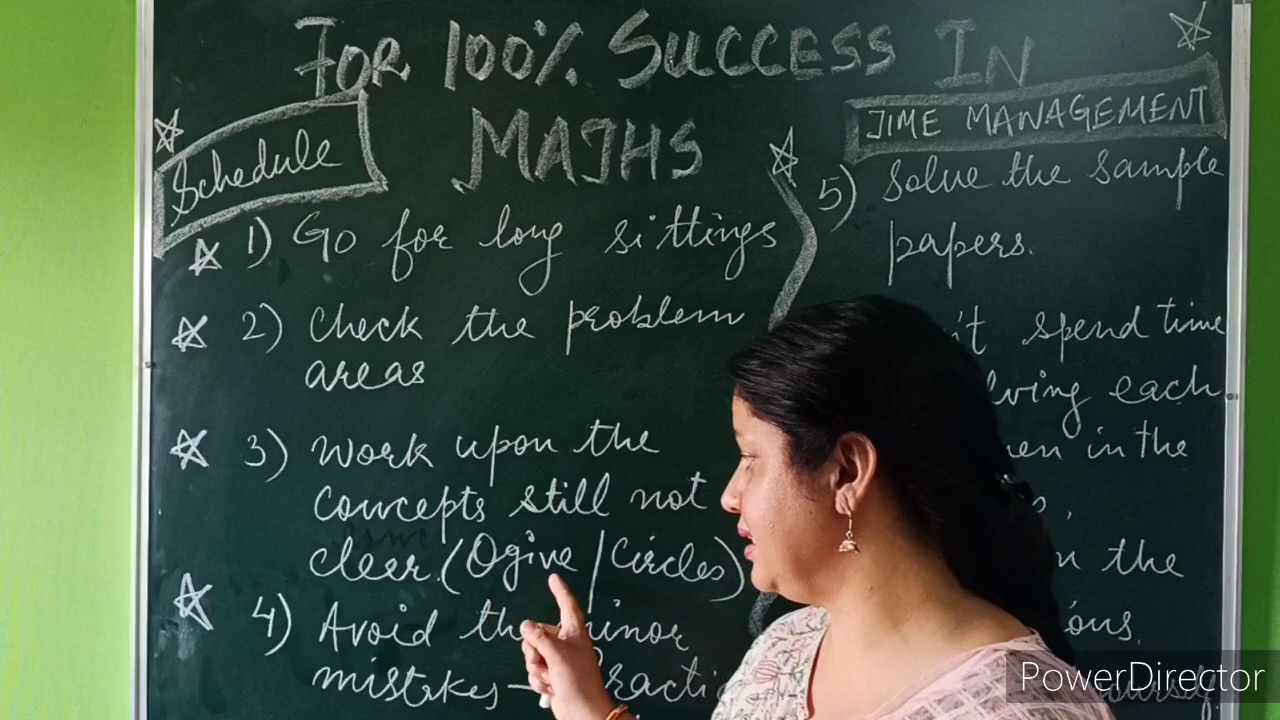 FOR 100% SUCCESS IN
MATHS
Schedule
1) Go for long sittings
2) Check the problem
areas
3) Work upon the
concepts still not
clear. (Ogive / Circles)
4) Avoid the minor
mistakes –
TIME MANAGEMENT
5) Solve the sample
papers.
spend time
each
in the
the
PowerDirector